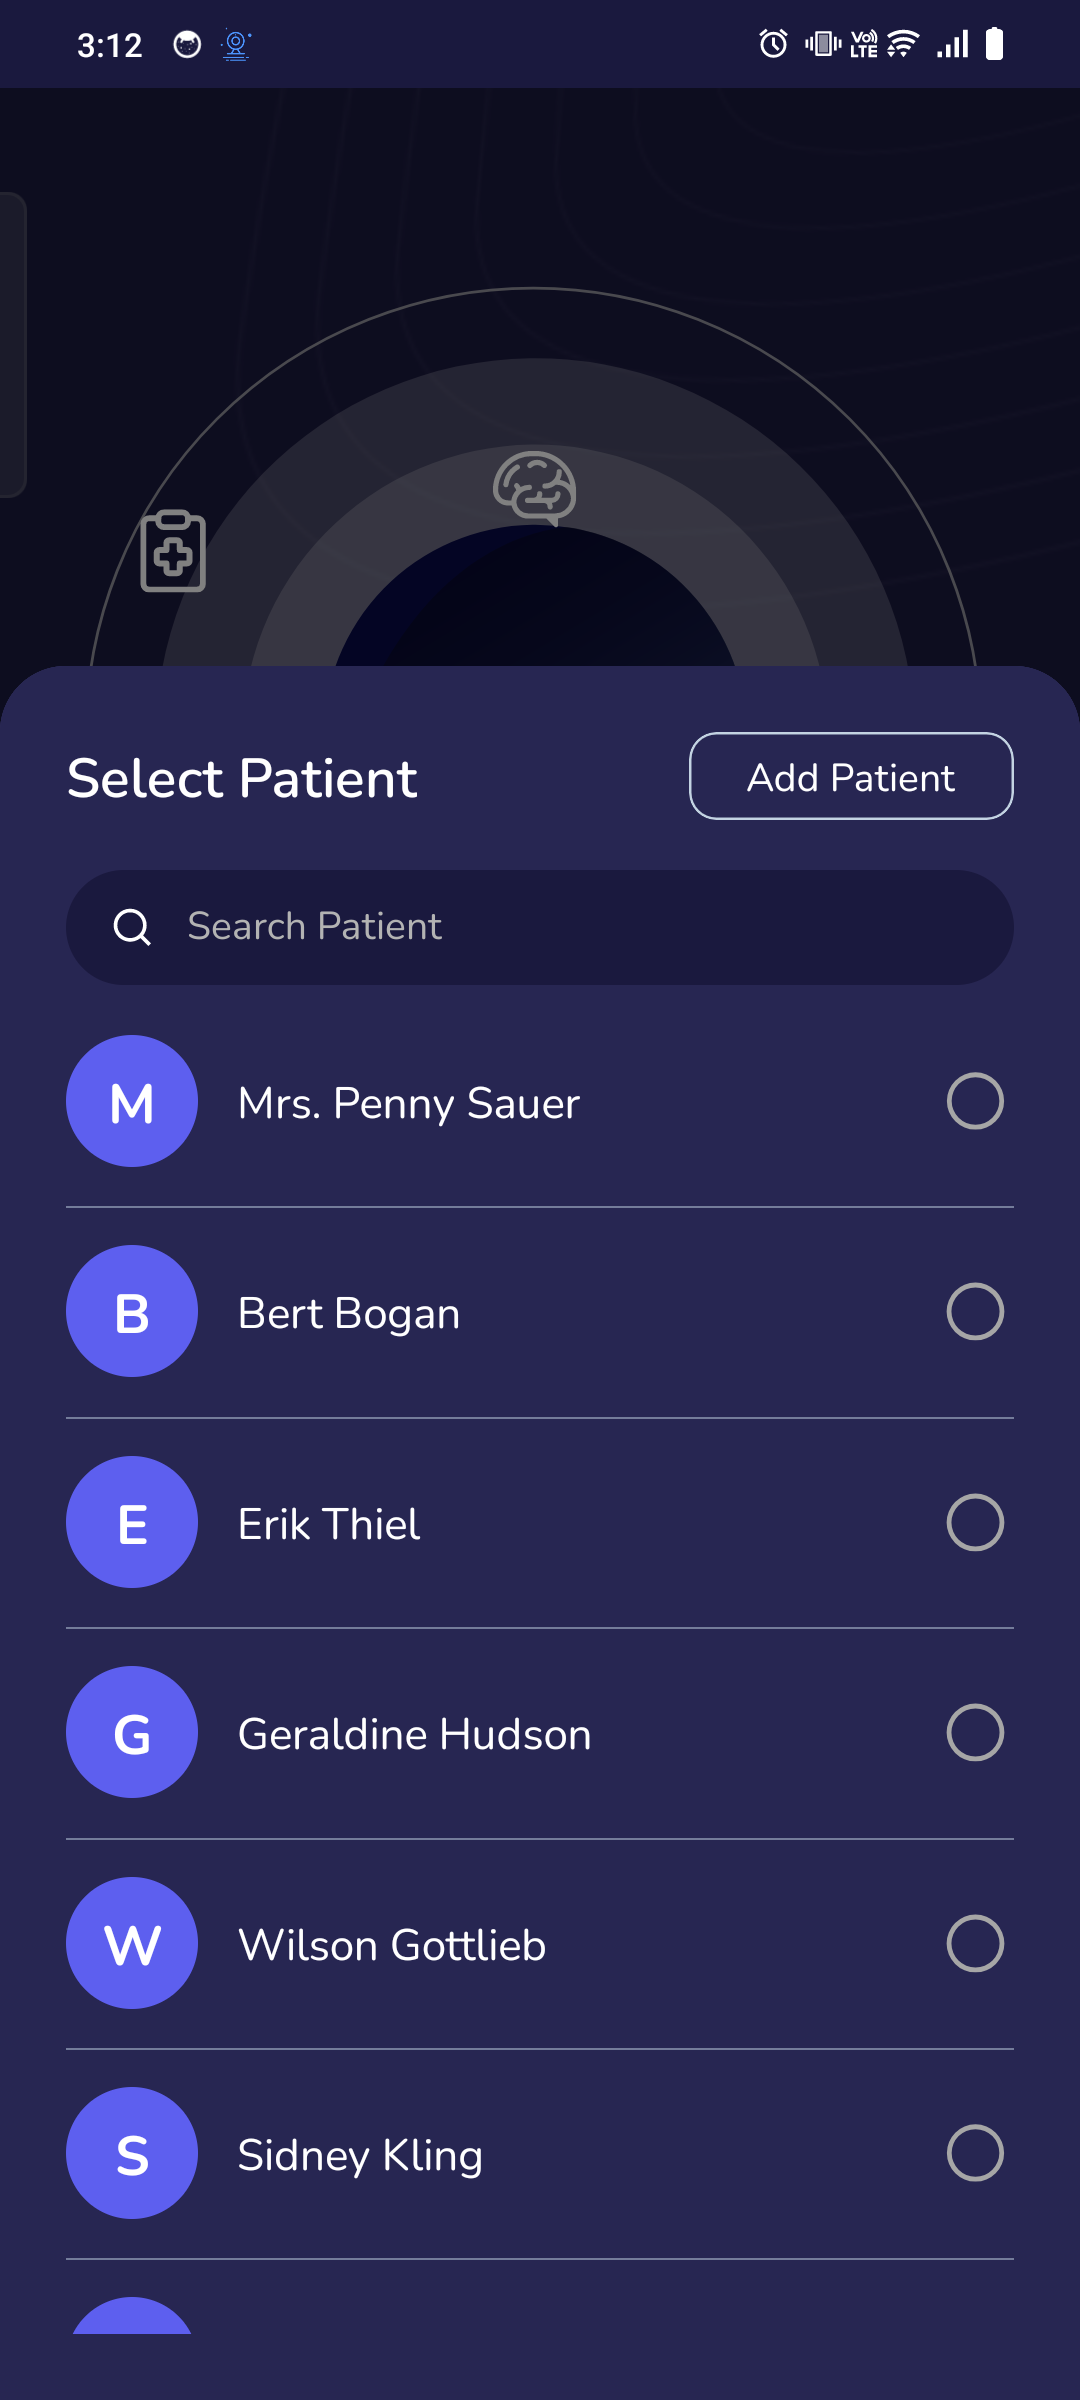 3:12
Vo) LTE
Select Patient
Add Patient
Search Patient
M
Mrs. Penny Sauer
B
Bert Bogan
E
Erik Thiel
G
Geraldine Hudson
W
Wilson Gottlieb
S
Sidney Kling